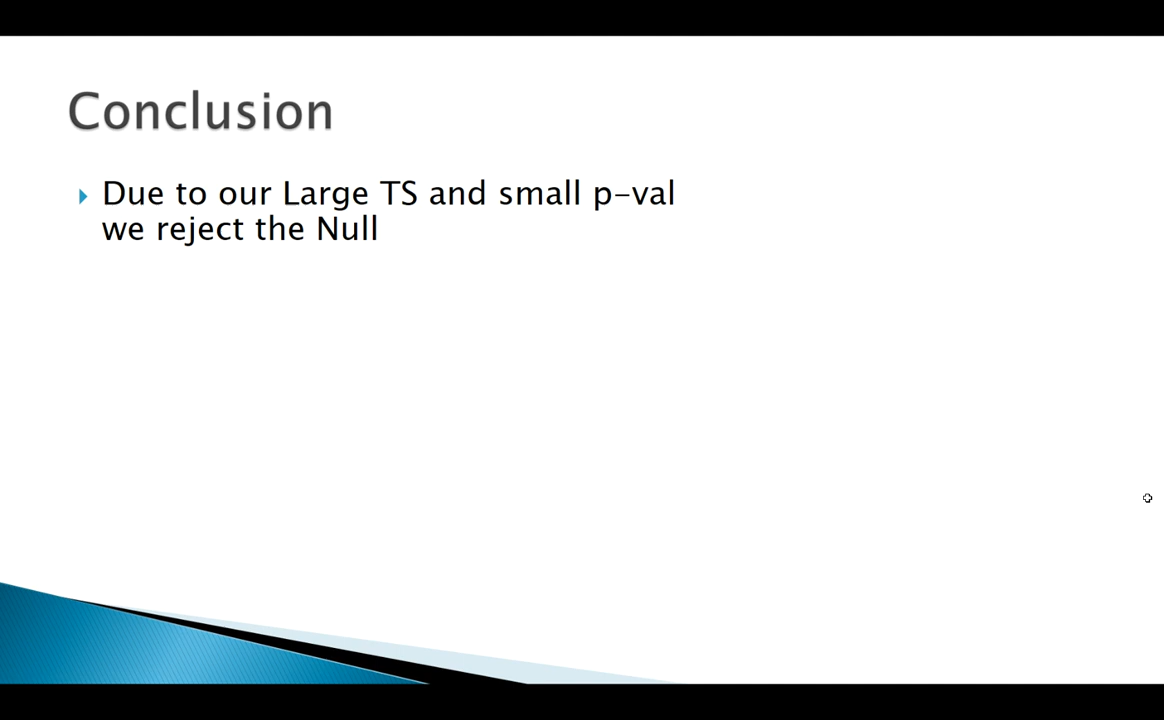 Conclusion
Due to our Large TS and small p-val
we reject the Null